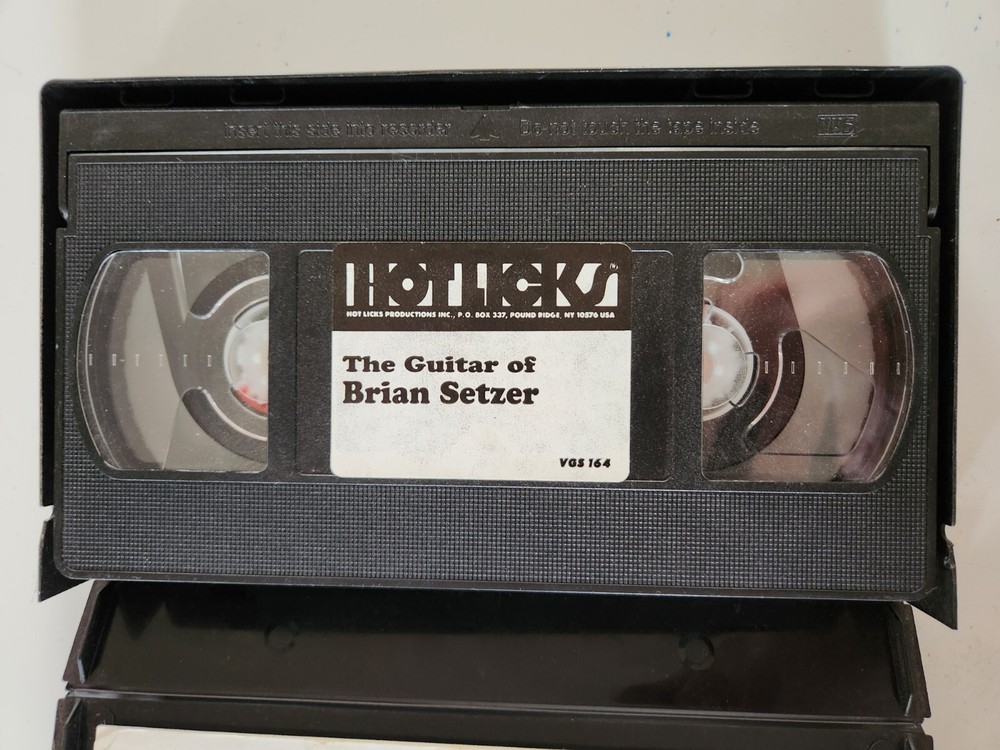 Insert this side into recorder Do not touch the tape inside VHS
HOT LICKS™
HOT LICKS PRODUCTIONS INC., P.O. BOX 337, POUND RIDGE, NY 10576 USA
The Guitar of
Brian Setzer
VGS 164